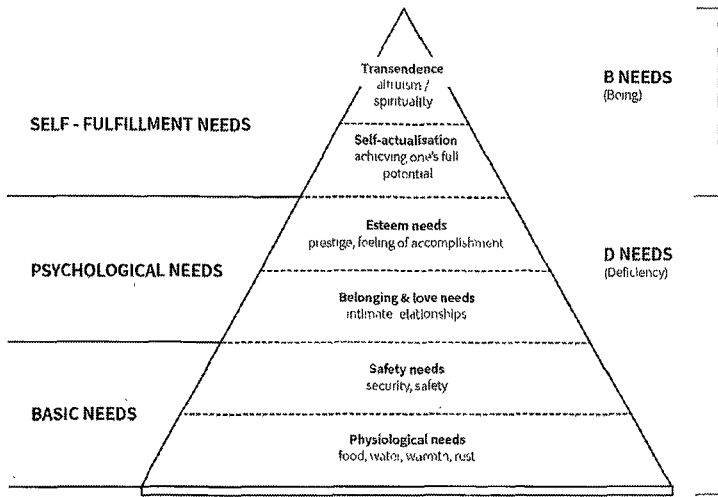 Transendence
altruism /
spirituality
B NEEDS
(Being)
SELF - FULFILLMENT NEEDS
Self-actualisation
achieving one's full
potential
Esteem needs
prestige, feeling of accomplishment
D NEEDS
(Deficiency)
PSYCHOLOGICAL NEEDS
Belonging & love needs
intimate relationships
Safety needs
security, safety
BASIC NEEDS
Physiological needs
food, water, warmth, rest